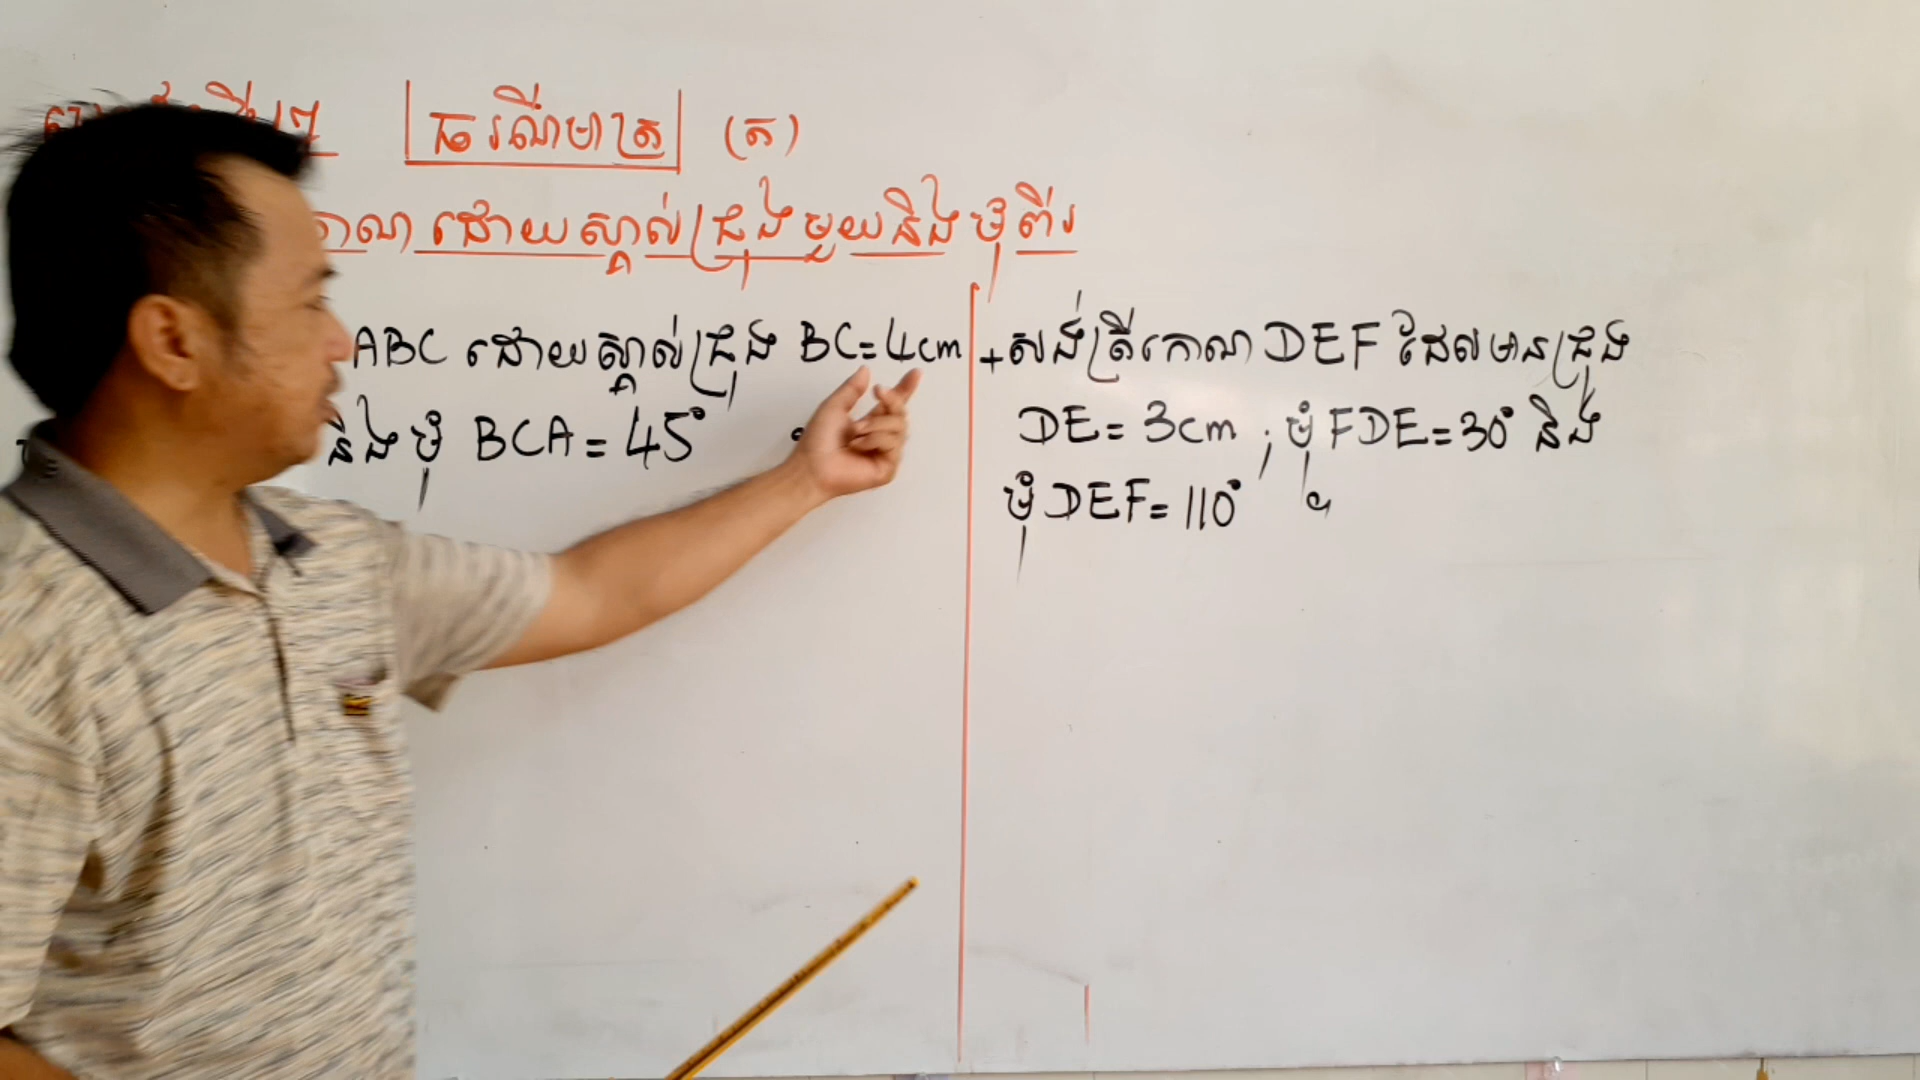 ធរណីមាត្រ (ត)
ដោយស្គាល់ជ្រុងមួយនិងមុំពីរ
ABC ដោយស្គាល់ជ្រុង BC=4cm
និងមុំ BCA = 45°
+សង់ត្រីកោណ DEF ដែលមានជ្រុង
DE= 3cm ; មុំ FDE=30° និង
មុំ DEF= 110° ។